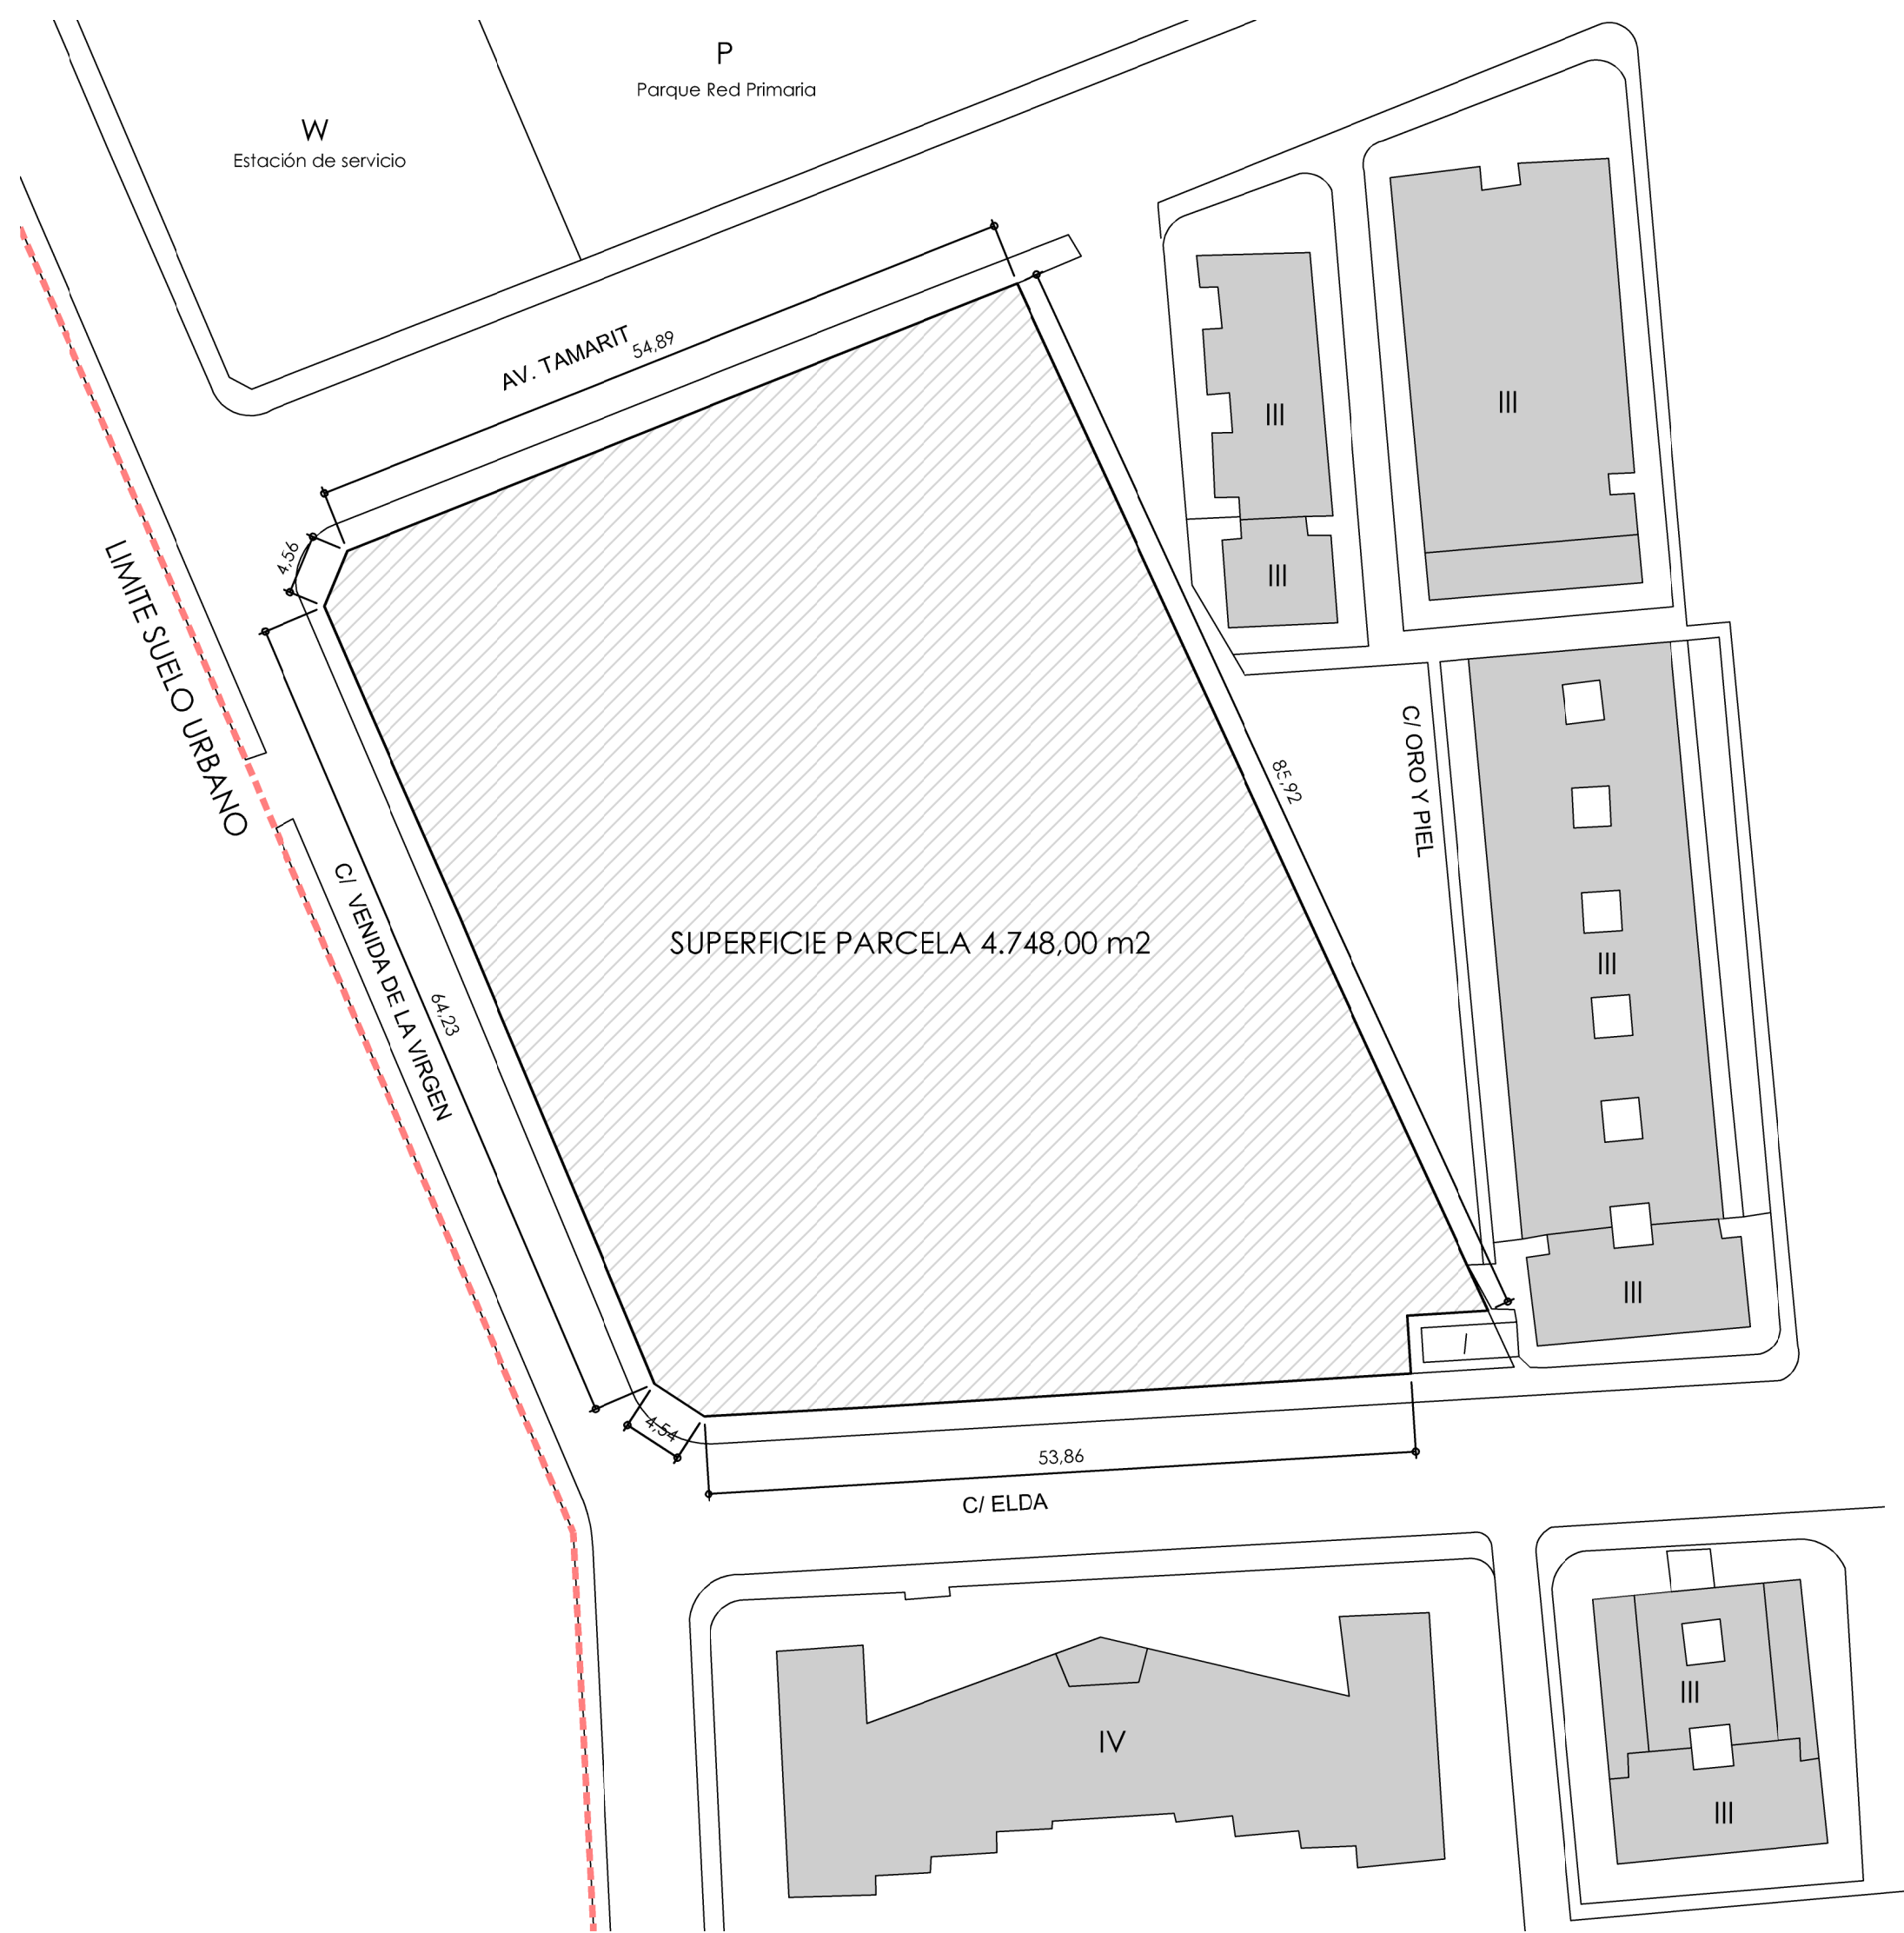 P
Parque Red Primaria
W
Estación de servicio
AV. TAMARIT
54,89
4,56
III
III
III
LIMITE SUELO URBANO
C/ ORO Y PIEL
85,92
C/ VENIDA DE LA VIRGEN
64,23
SUPERFICIE PARCELA 4.748,00 m2
III
III
I
4,54
53,86
C/ ELDA
IV
III
III